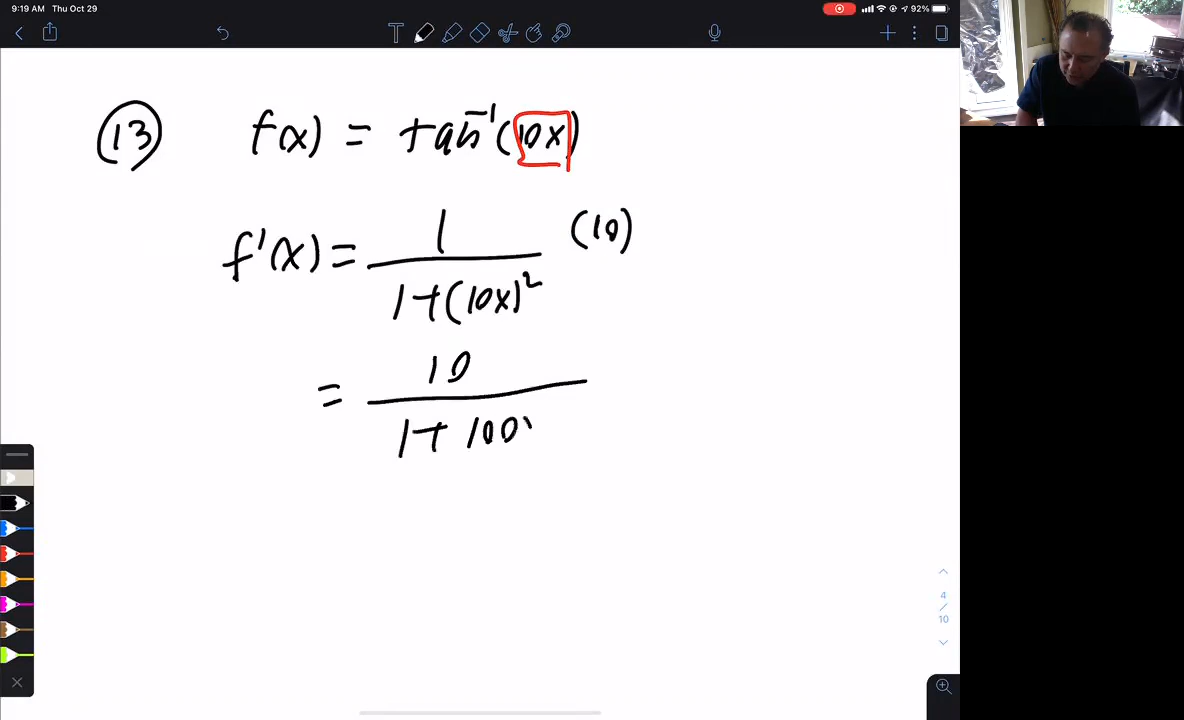 9:19 AM Thu Oct 29
92%
13 f(x) = tan⁻¹(10x)
f'(x) = 1 / 1+(10x)² (10)
= 10 / 1+ 100
4
/
10